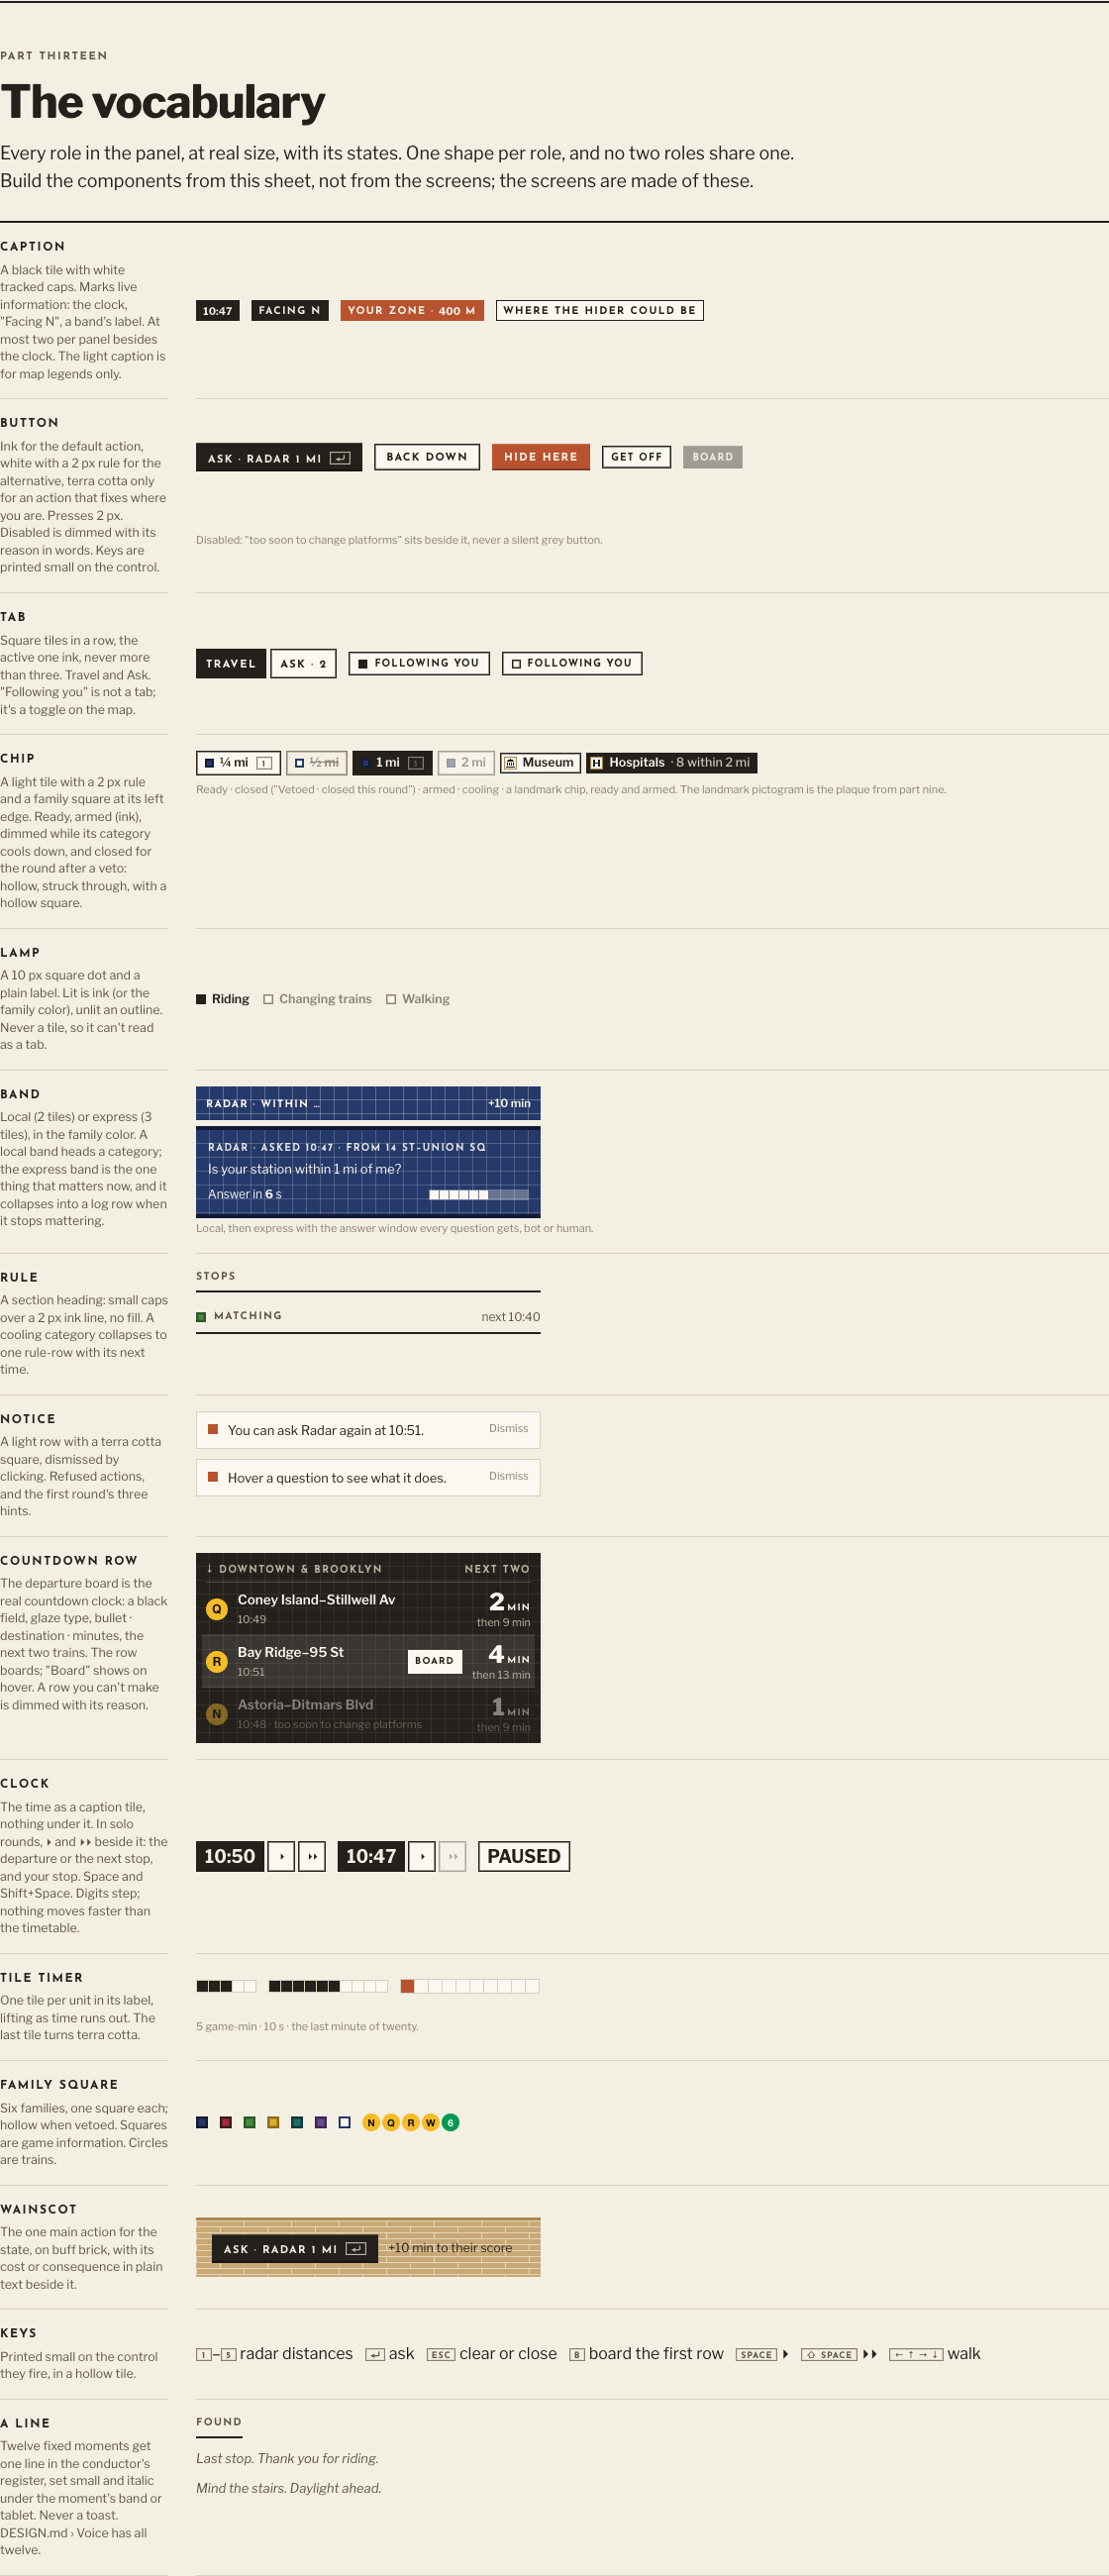 PART THIRTEEN
The vocabulary
Every role in the panel, at real size, with its states. One shape per role, and no two roles share one.
Build the components from this sheet, not from the screens; the screens are made of these.
CAPTION
A black tile with white
tracked caps. Marks live
information: the clock,
"Facing N", a band's label. At
most two per panel besides
the clock. The light caption is
for map legends only.
10:47 FACING N YOUR ZONE · 400 M WHERE THE HIDER COULD BE
BUTTON
Ink for the default action,
white with a 2 px rule for the
alternative, terra cotta only
for an action that fixes where
you are. Presses 2 px.
Disabled is dimmed with its
reason in words. Keys are
printed small on the control.
ASK · RADAR 1 MI ↵ BACK DOWN HIDE HERE GET OFF BOARD
Disabled: "too soon to change platforms" sits beside it, never a silent grey button.
TAB
Square tiles in a row, the
active one ink, never more
than three. Travel and Ask.
"Following you" is not a tab;
it's a toggle on the map.
TRAVEL ASK · 2 FOLLOWING YOU FOLLOWING YOU
CHIP
A light tile with a 2 px rule
and a family square at its left
edge. Ready, armed (ink),
dimmed while its category
cools down, and closed for
the round after a veto:
hollow, struck through, with a
hollow square.
¼ mi 1 ½ mi 1 mi 3 2 mi Museum H Hospitals · 8 within 2 mi
Ready · closed ("Vetoed · closed this round") · armed · cooling · a landmark chip, ready and armed. The landmark pictogram is the plaque from part nine.
LAMP
A 10 px square dot and a
plain label. Lit is ink (or the
family color), unlit an outline.
Never a tile, so it can't read
as a tab.
Riding Changing trains Walking
BAND
Local (2 tiles) or express (3
tiles), in the family color. A
local band heads a category;
the express band is the one
thing that matters now, and it
collapses into a log row when
it stops mattering.
RADAR · WITHIN … +10 min
RADAR · ASKED 10:47 · FROM 14 ST–UNION SQ
Is your station within 1 mi of me?
Answer in 6 s
Local, then express with the answer window every question gets, bot or human.
RULE
A section heading: small caps
over a 2 px ink line, no fill. A
cooling category collapses to
one rule-row with its next
time.
STOPS
MATCHING next 10:40
NOTICE
A light row with a terra cotta
square, dismissed by
clicking. Refused actions,
and the first round's three
hints.
You can ask Radar again at 10:51. Dismiss
Hover a question to see what it does. Dismiss
COUNTDOWN ROW
The departure board is the
real countdown clock: a black
field, glaze type, bullet ·
destination · minutes, the
next two trains. The row
boards; "Board" shows on
hover. A row you can't make
is dimmed with its reason.
↓ DOWNTOWN & BROOKLYN NEXT TWO
Q Coney Island–Stillwell Av 2 MIN
10:49 then 9 min
R Bay Ridge–95 St BOARD 4 MIN
10:51 then 13 min
N Astoria–Ditmars Blvd 1 MIN
10:48 · too soon to change platforms then 9 min
CLOCK
The time as a caption tile,
nothing under it. In solo
rounds, ⏵ and ⏵⏵ beside it: the
departure or the next stop,
and your stop. Space and
Shift+Space. Digits step;
nothing moves faster than
the timetable.
10:50 ⏵ ⏵⏵ 10:47 ⏵ ⏵⏵ PAUSED
TILE TIMER
One tile per unit in its label,
lifting as time runs out. The
last tile turns terra cotta.
5 game-min · 10 s · the last minute of twenty.
FAMILY SQUARE
Six families, one square each;
hollow when vetoed. Squares
are game information. Circles
are trains.
N Q R W 6
WAINSCOT
The one main action for the
state, on buff brick, with its
cost or consequence in plain
text beside it.
ASK · RADAR 1 MI ↵ +10 min to their score
KEYS
Printed small on the control
they fire, in a hollow tile.
1–5 radar distances ↵ ask ESC clear or close B board the first row SPACE ⏵ ⇧ SPACE ⏵⏵ ← ↑ → ↓ walk
A LINE
Twelve fixed moments get
one line in the conductor's
register, set small and italic
under the moment's band or
tablet. Never a toast.
DESIGN.md › Voice has all
twelve.
FOUND
Last stop. Thank you for riding.
Mind the stairs. Daylight ahead.